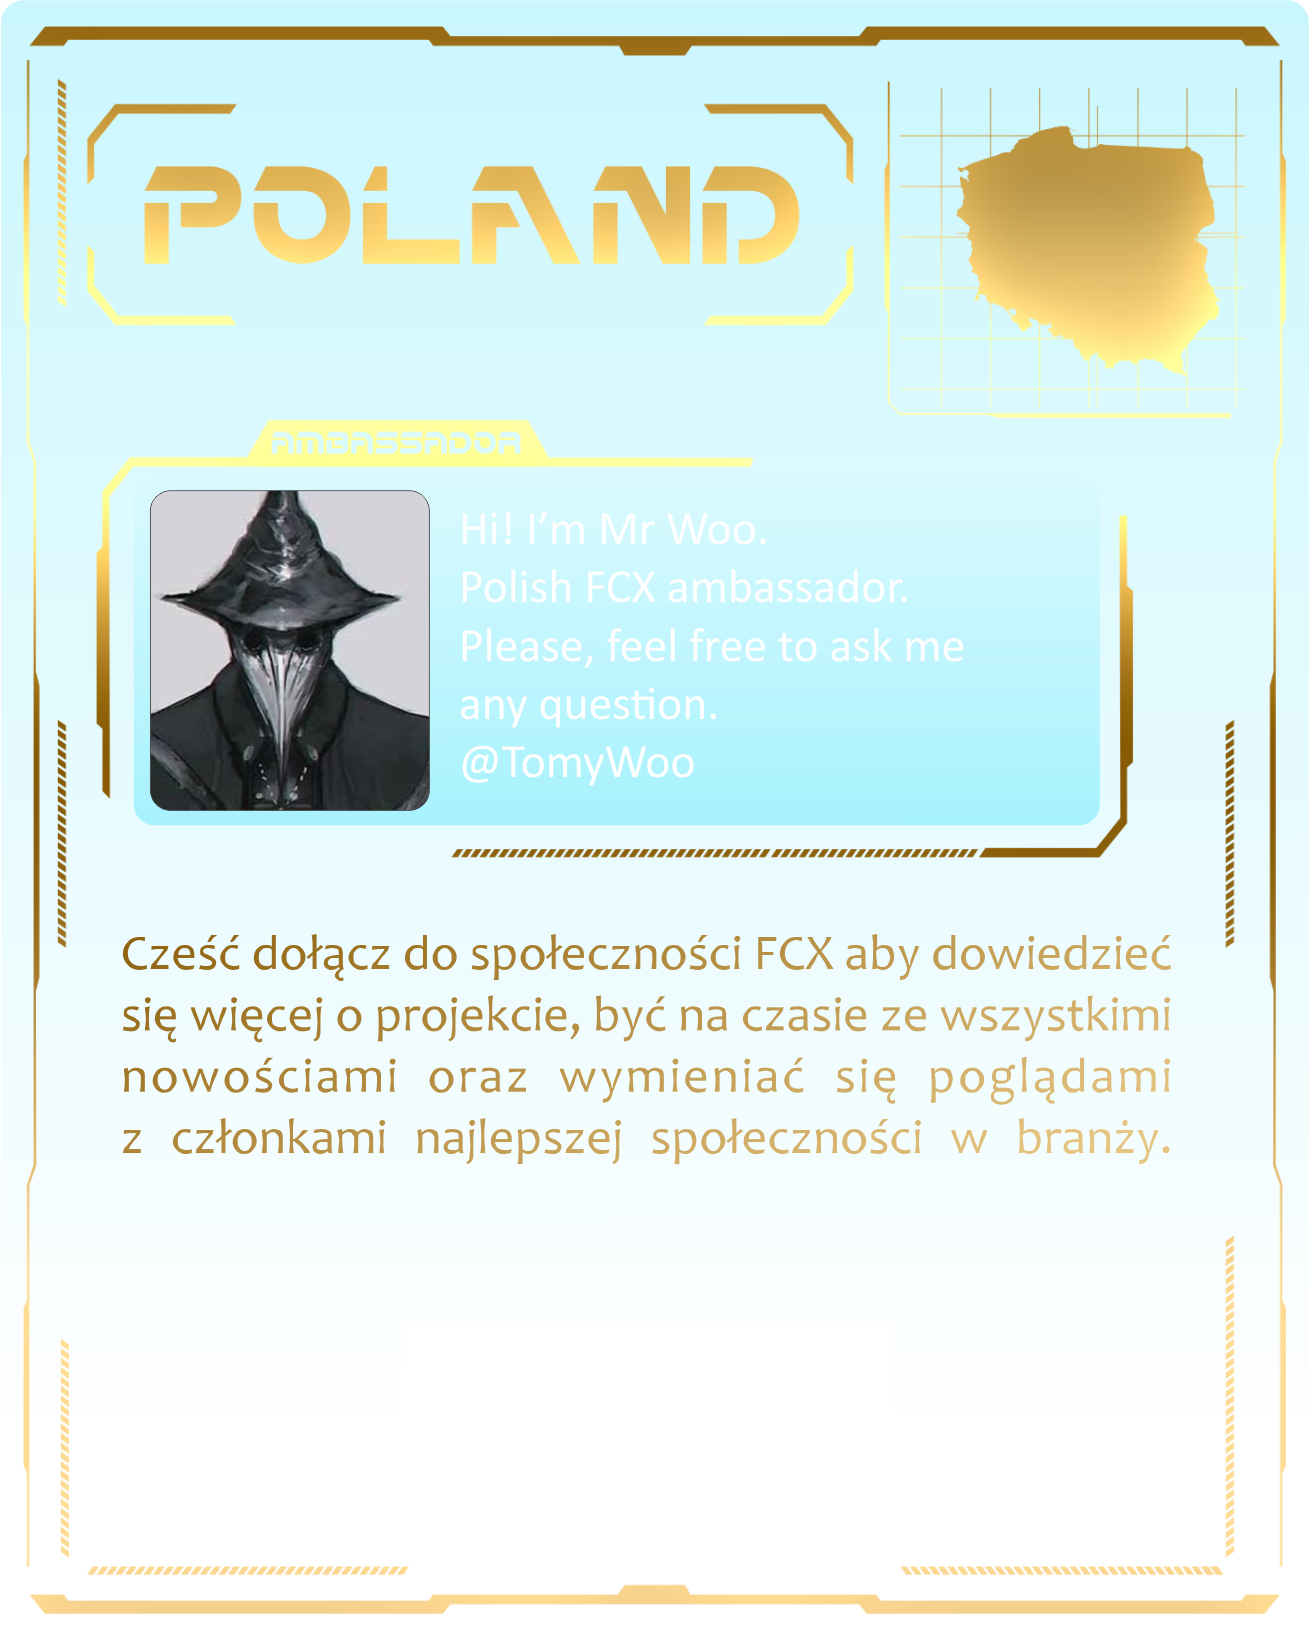 POLAND
AMBASSADOR
Hi! I’m Mr Woo.
Polish FCX ambassador.
Please, feel free to ask me
any question.
@TomyWoo
Cześć dołącz do społeczności FCX aby dowiedzieć
się więcej o projekcie, być na czasie ze wszystkimi
nowościami oraz wymieniać się poglądami
z członkami najlepszej społeczności w branży.